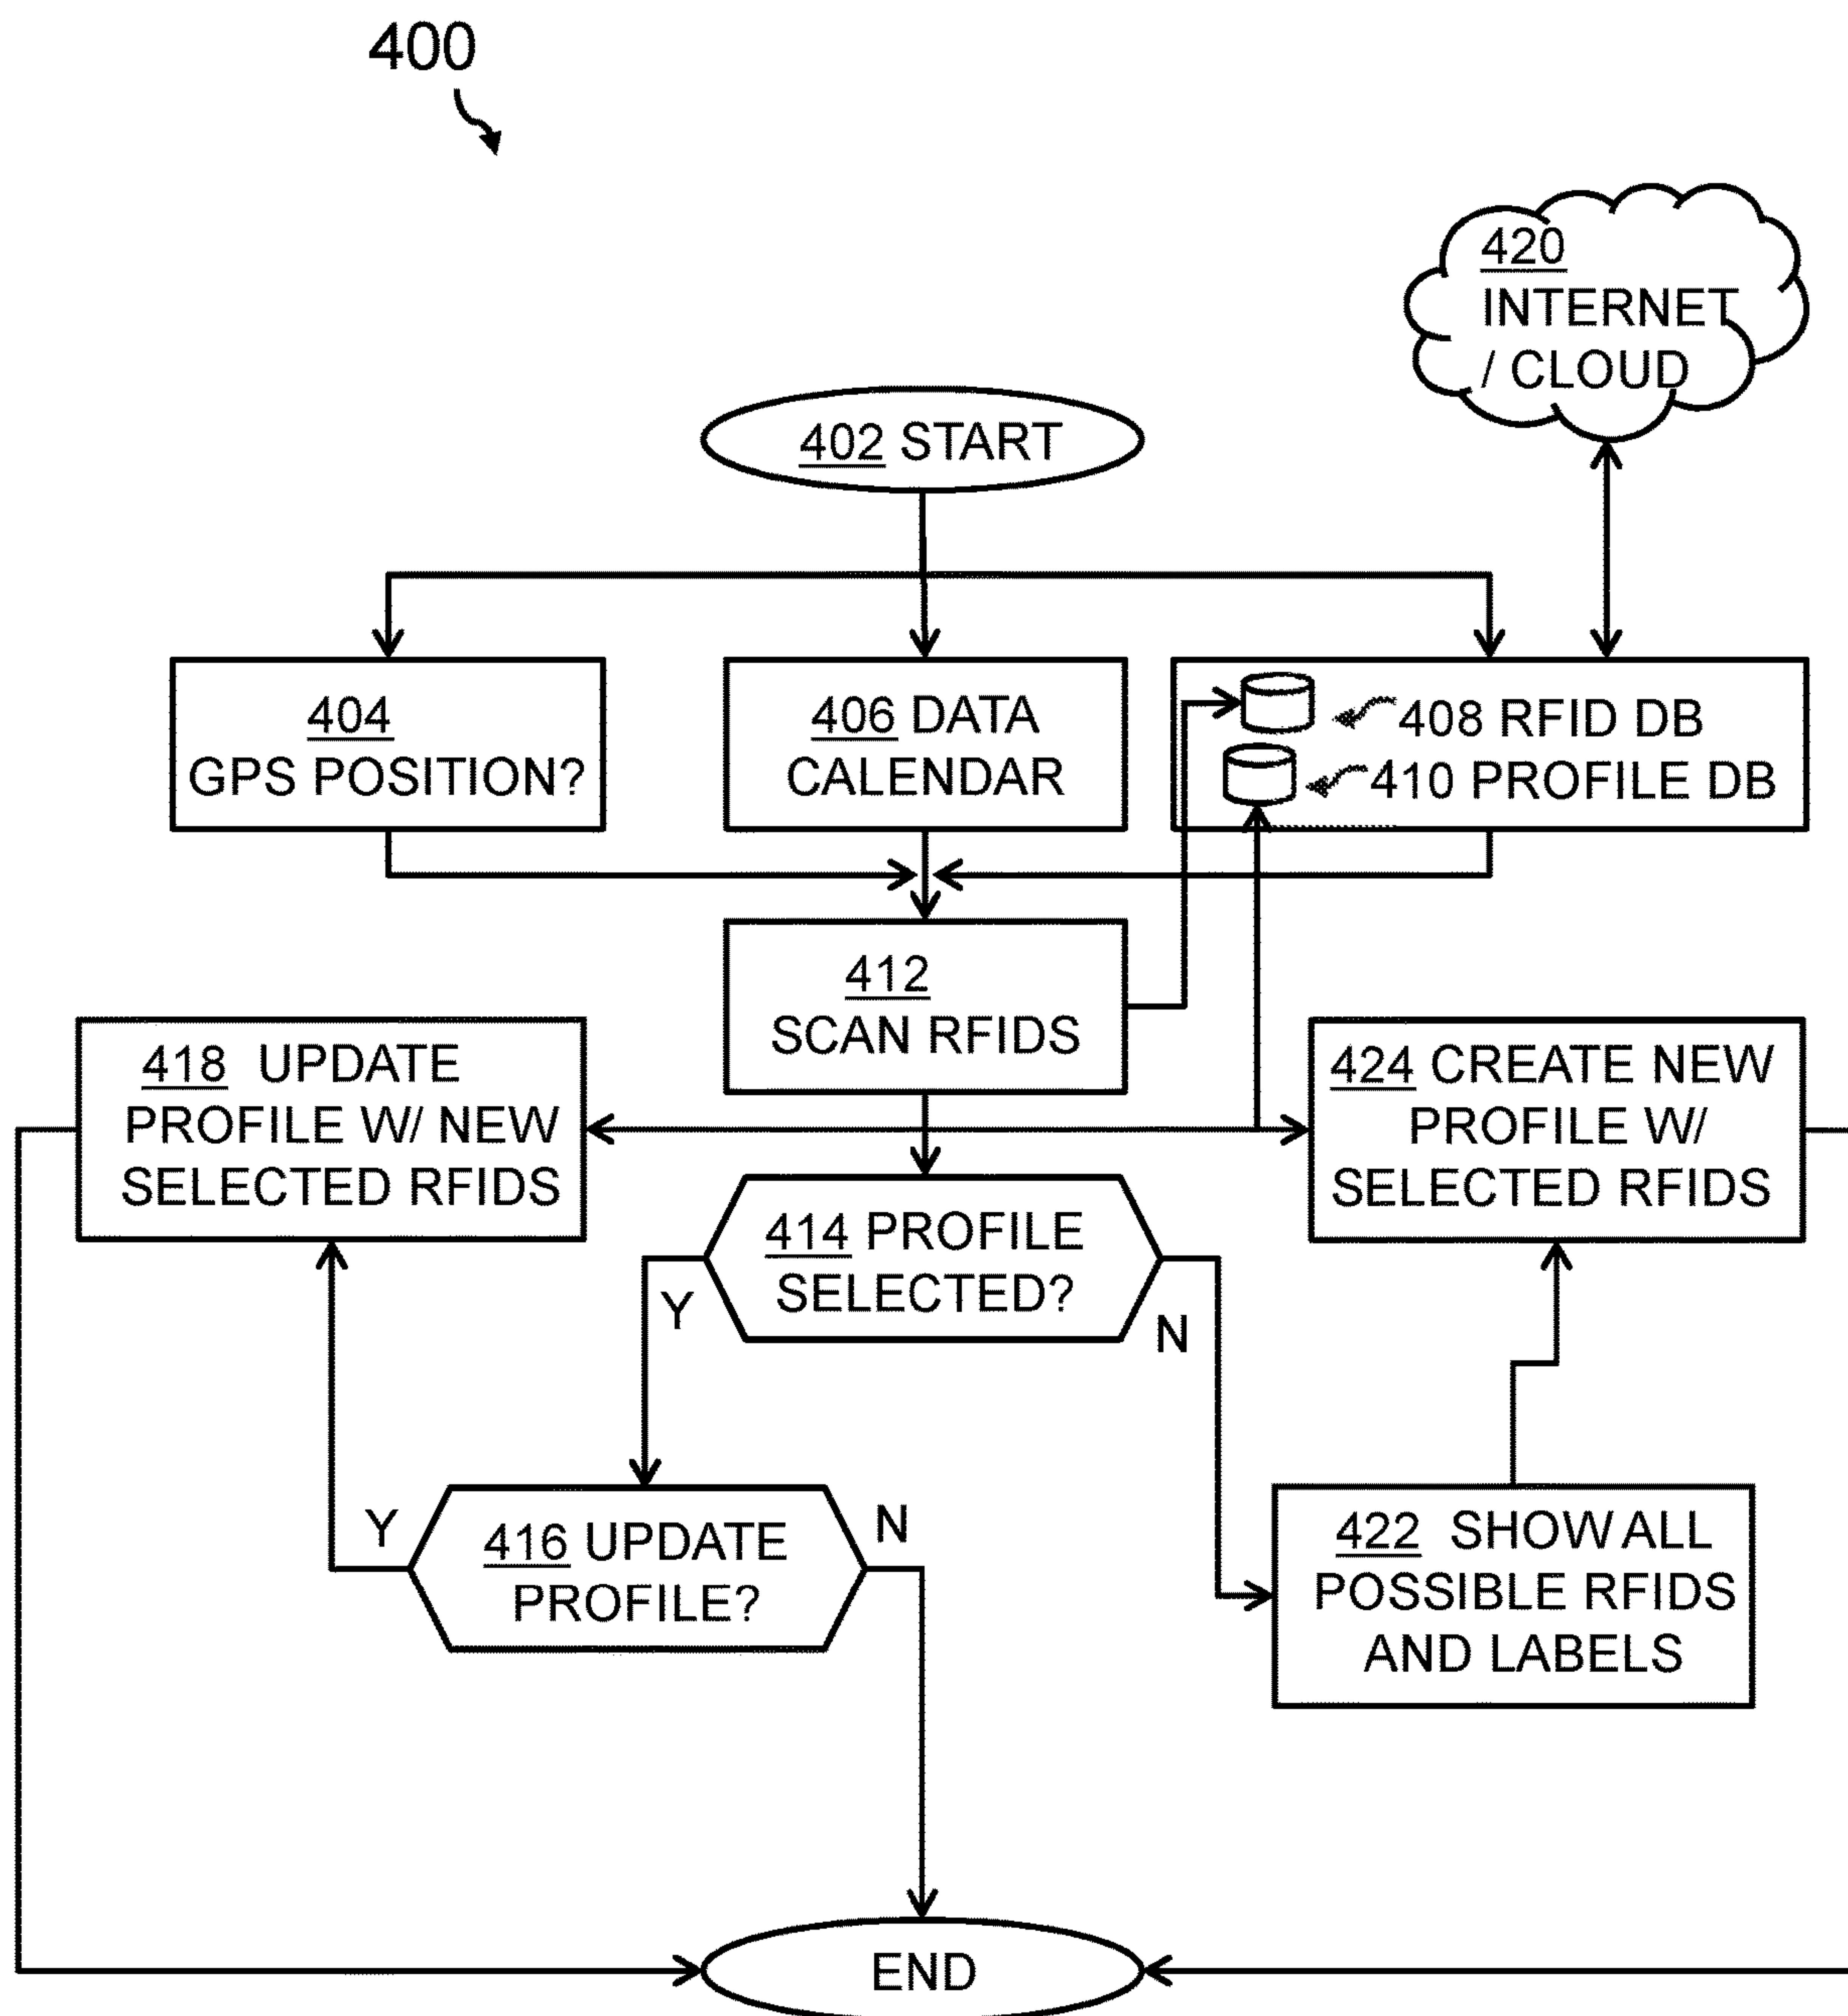 400
420
INTERNET
/ CLOUD
402 START
404
GPS POSITION?
406 DATA
CALENDAR
408 RFID DB
410 PROFILE DB
412
SCAN RFIDS
418 UPDATE
PROFILE W/ NEW
SELECTED RFIDS
424 CREATE NEW
PROFILE W/
SELECTED RFIDS
414 PROFILE
SELECTED?
Y
N
416 UPDATE
PROFILE?
Y
N
422 SHOW ALL
POSSIBLE RFIDS
AND LABELS
END